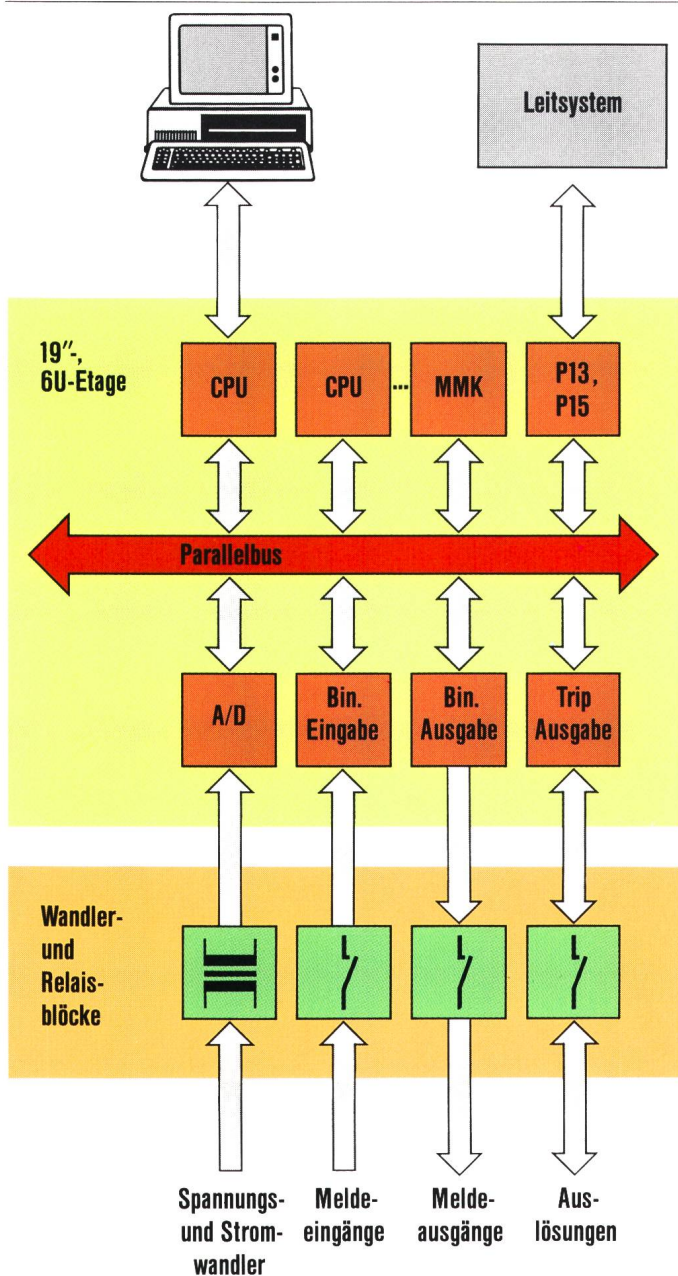 Leitsystem
19"-,
6U-Etage
CPU
CPU
...
MMK
P13,
P15
Parallelbus
A/D
Bin.
Eingabe
Bin.
Ausgabe
Trip
Ausgabe
Wandler-
und
Relais-
blöcke
Spannungs-
und Strom-
wandler
Melde-
eingänge
Melde-
ausgänge
Aus-
lösungen